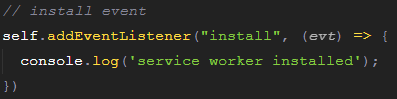 // install event
self.addEventListener("install", (evt) => {
  console.log('service worker installed');
})